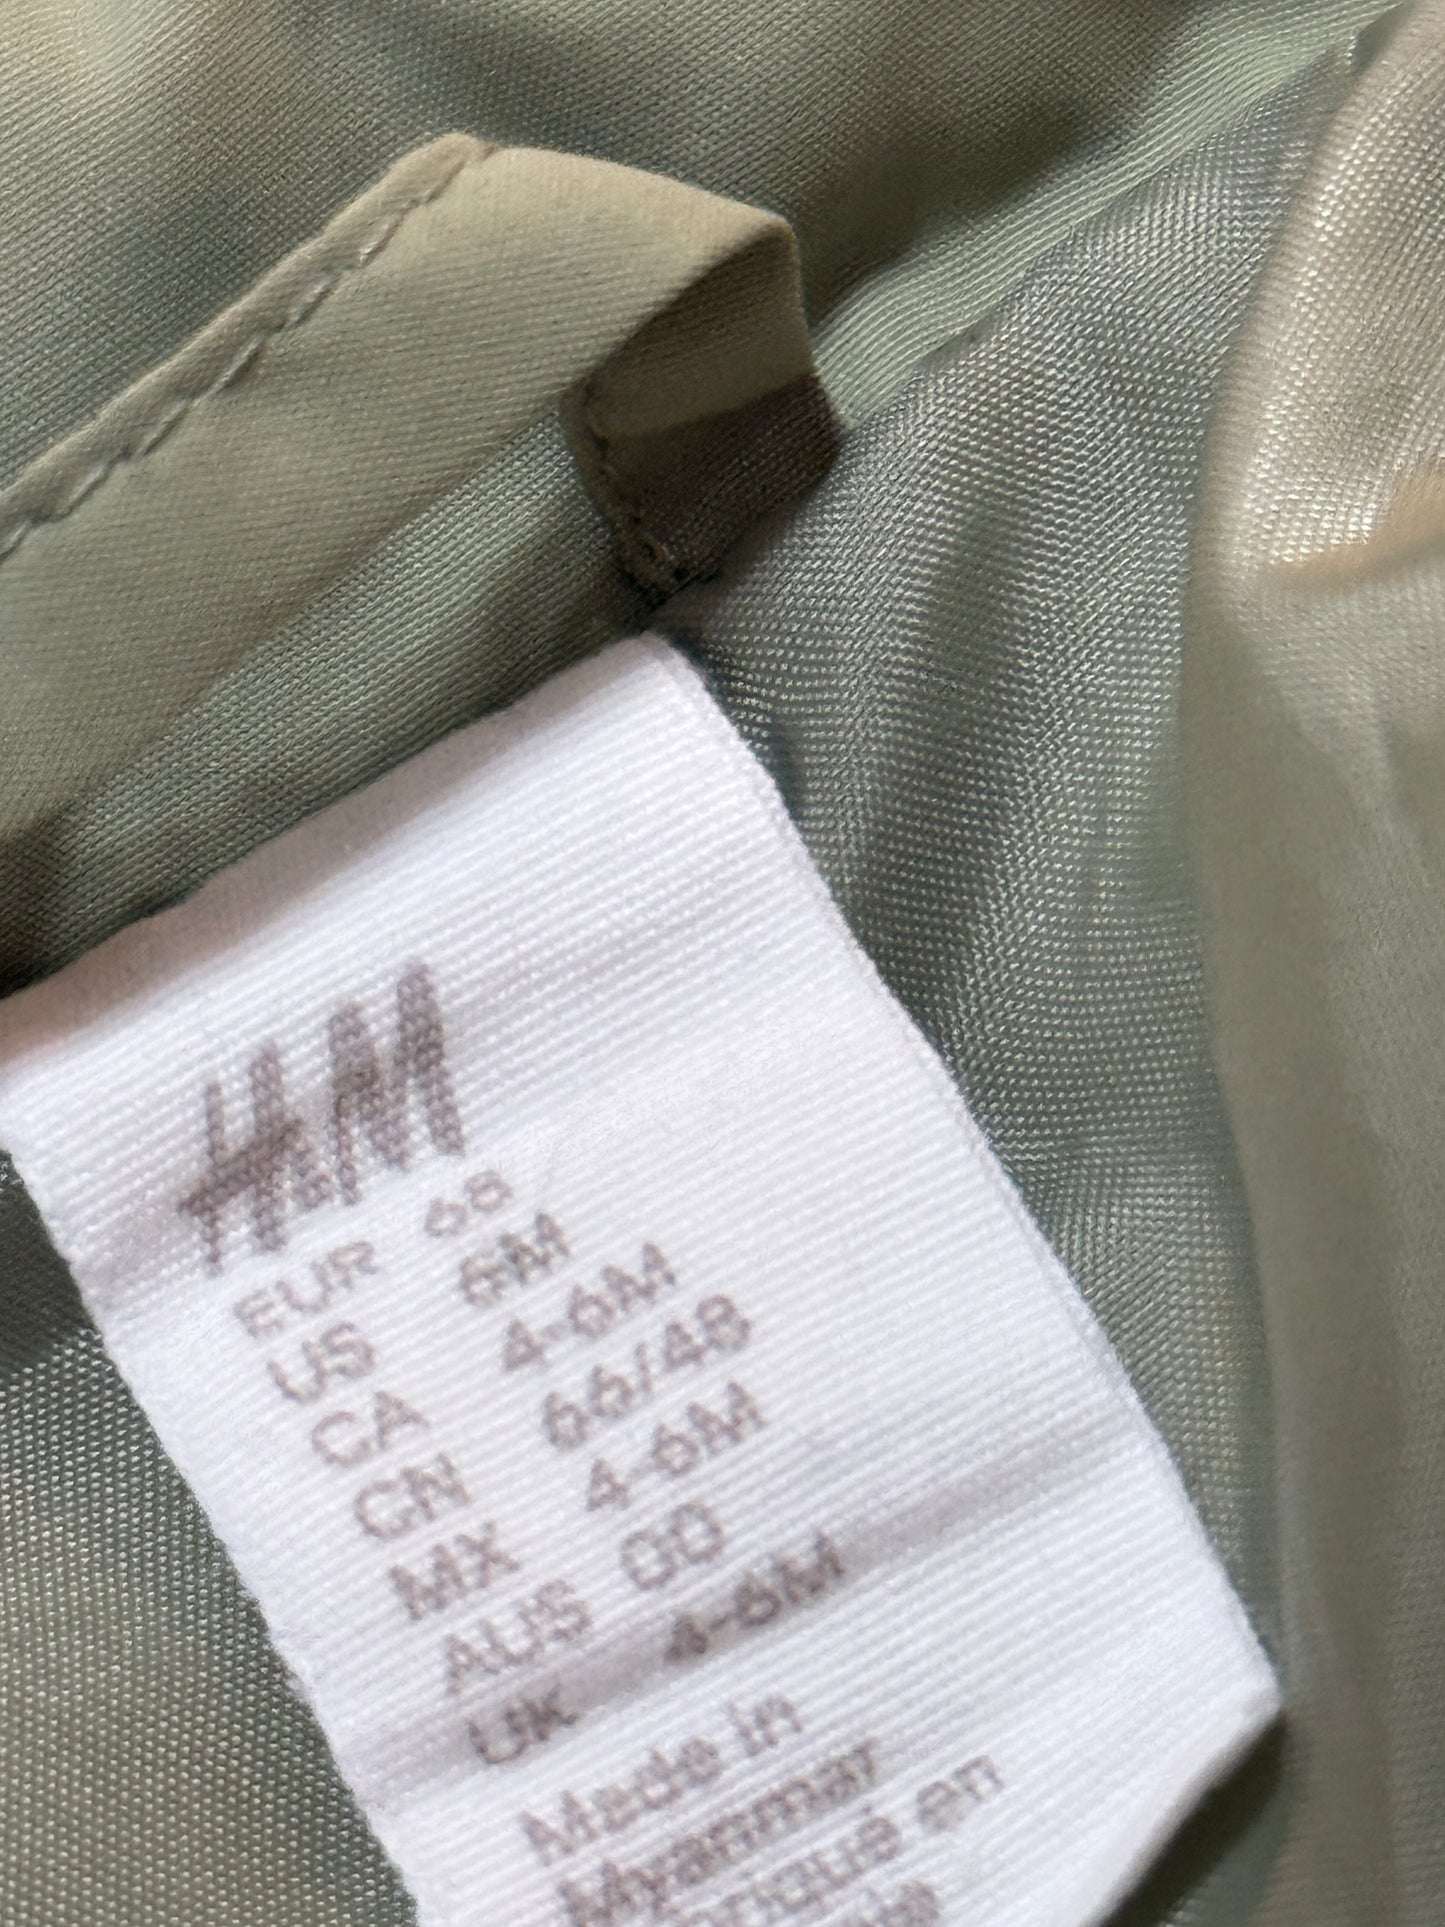 H&M
EUR 68
US 6M
CA 4-6M
CN 66/48
MX 4-6M
AUS 00
UK 4-6M
Made in
Myanmar
en